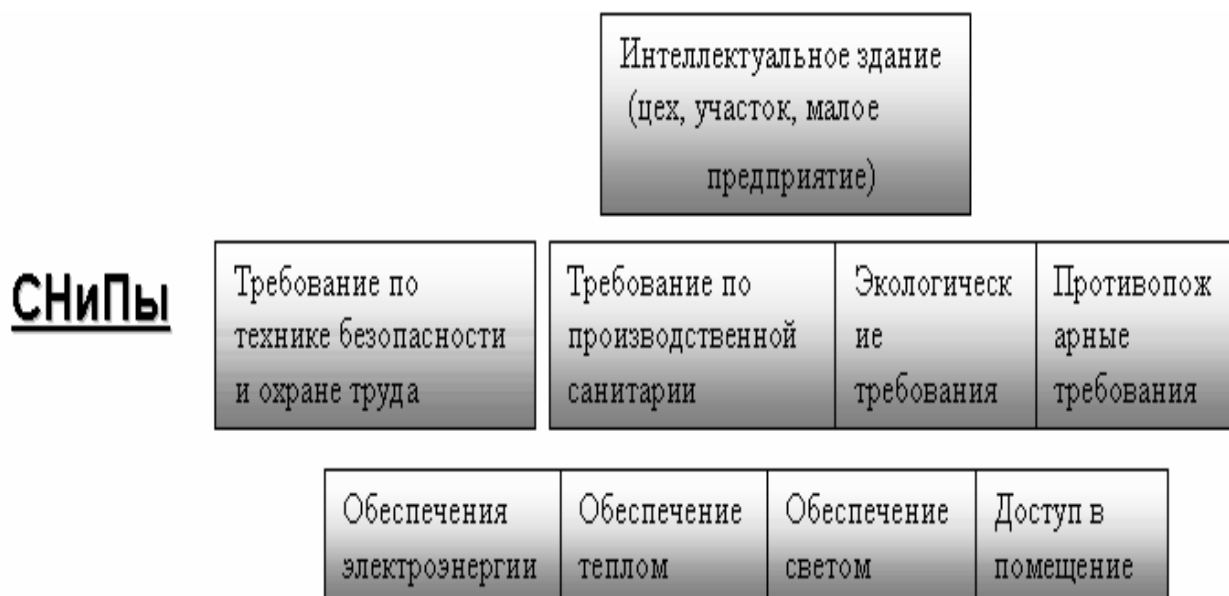 Интеллектуальное здание
(цех, участок, малое
предприятие)
СНиПы
Требование по
технике безопасности
и охране труда
Требование по
производственной
санитарии
Экологическ
ие
требования
Противопож
арные
требования
Обеспечения
электроэнергии
Обеспечение
теплом
Обеспечение
светом
Доступ в
помещение